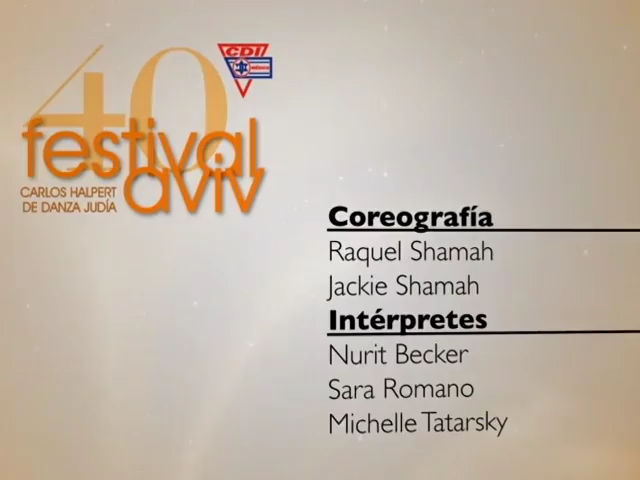 40
CDI
MÉXICO
festival
aviv
CARLOS HALPERT
DE DANZA JUDÍA
Coreografía
Raquel Shamah
Jackie Shamah
Intérpretes
Nurit Becker
Sara Romano
Michelle Tatarsky